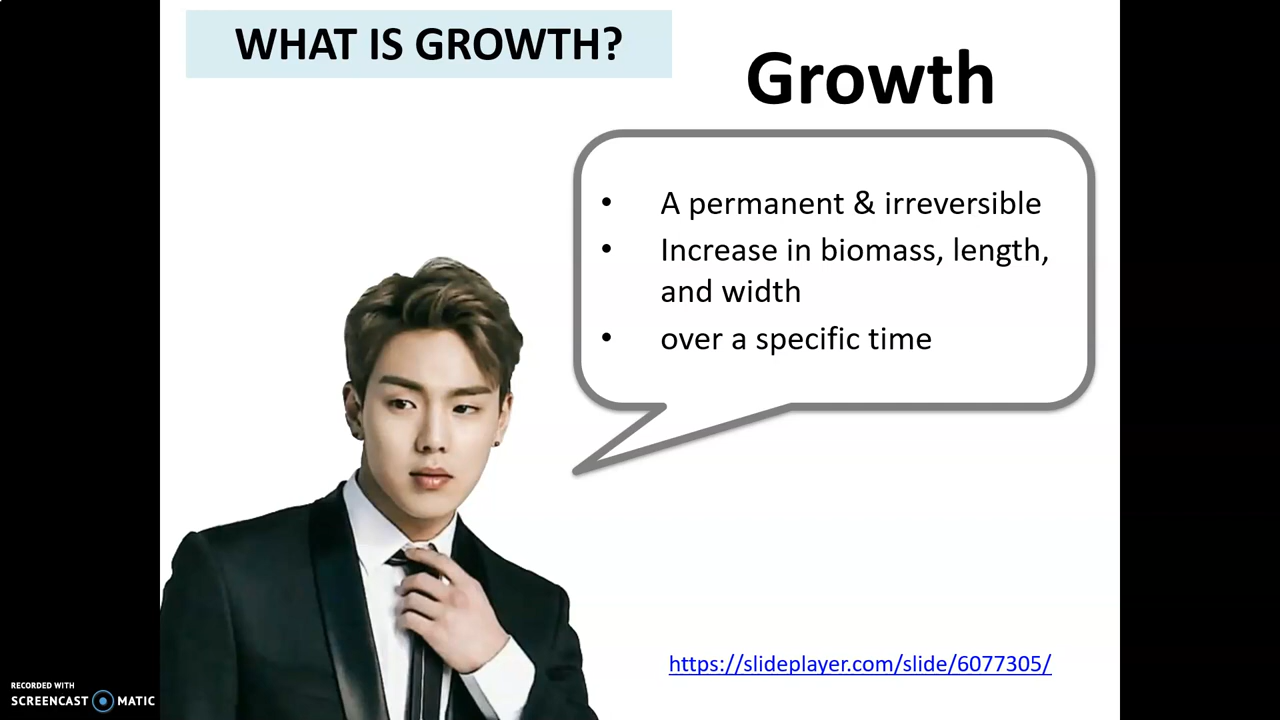 WHAT IS GROWTH?
Growth
• A permanent & irreversible
• Increase in biomass, length,
and width
• over a specific time
https://slideplayer.com/slide/6077305/
RECORDED WITH
SCREENCAST MATIC